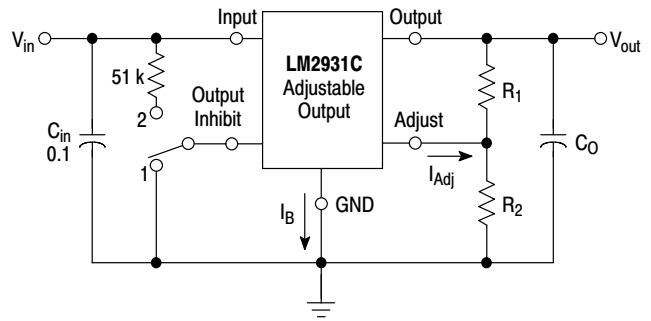 Input
Output
Vin
Vout
LM2931C
Adjustable
Output
51 k
R1
Output
Inhibit
Adjust
2
Cin
0.1
CO
1
IAdj
IB
GND
R2